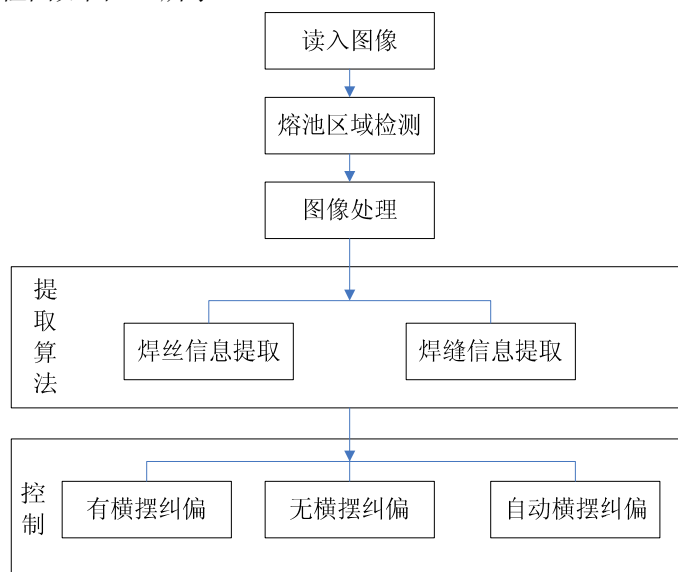 读入图像
熔池区域检测
图像处理
提取算法
焊丝信息提取
焊缝信息提取
控制
有横摆纠偏
无横摆纠偏
自动横摆纠偏